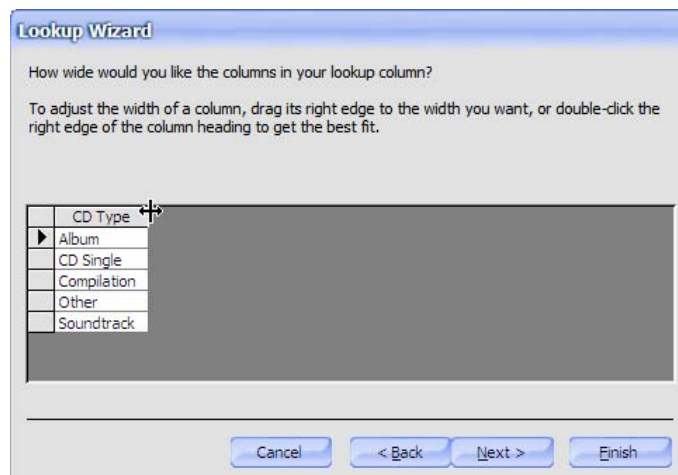 Lookup Wizard
How wide would you like the columns in your lookup column?
To adjust the width of a column, drag its right edge to the width you want, or double-click the
right edge of the column heading to get the best fit.
CD Type
Album
CD Single
Compilation
Other
Soundtrack
Cancel < Back Next > Finish